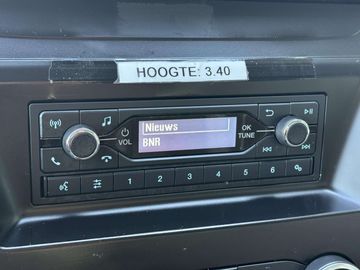 HOOGTE: 3.40
Nieuws
BNR
VOL
OK
TUNE
1 2 3 4 5 6